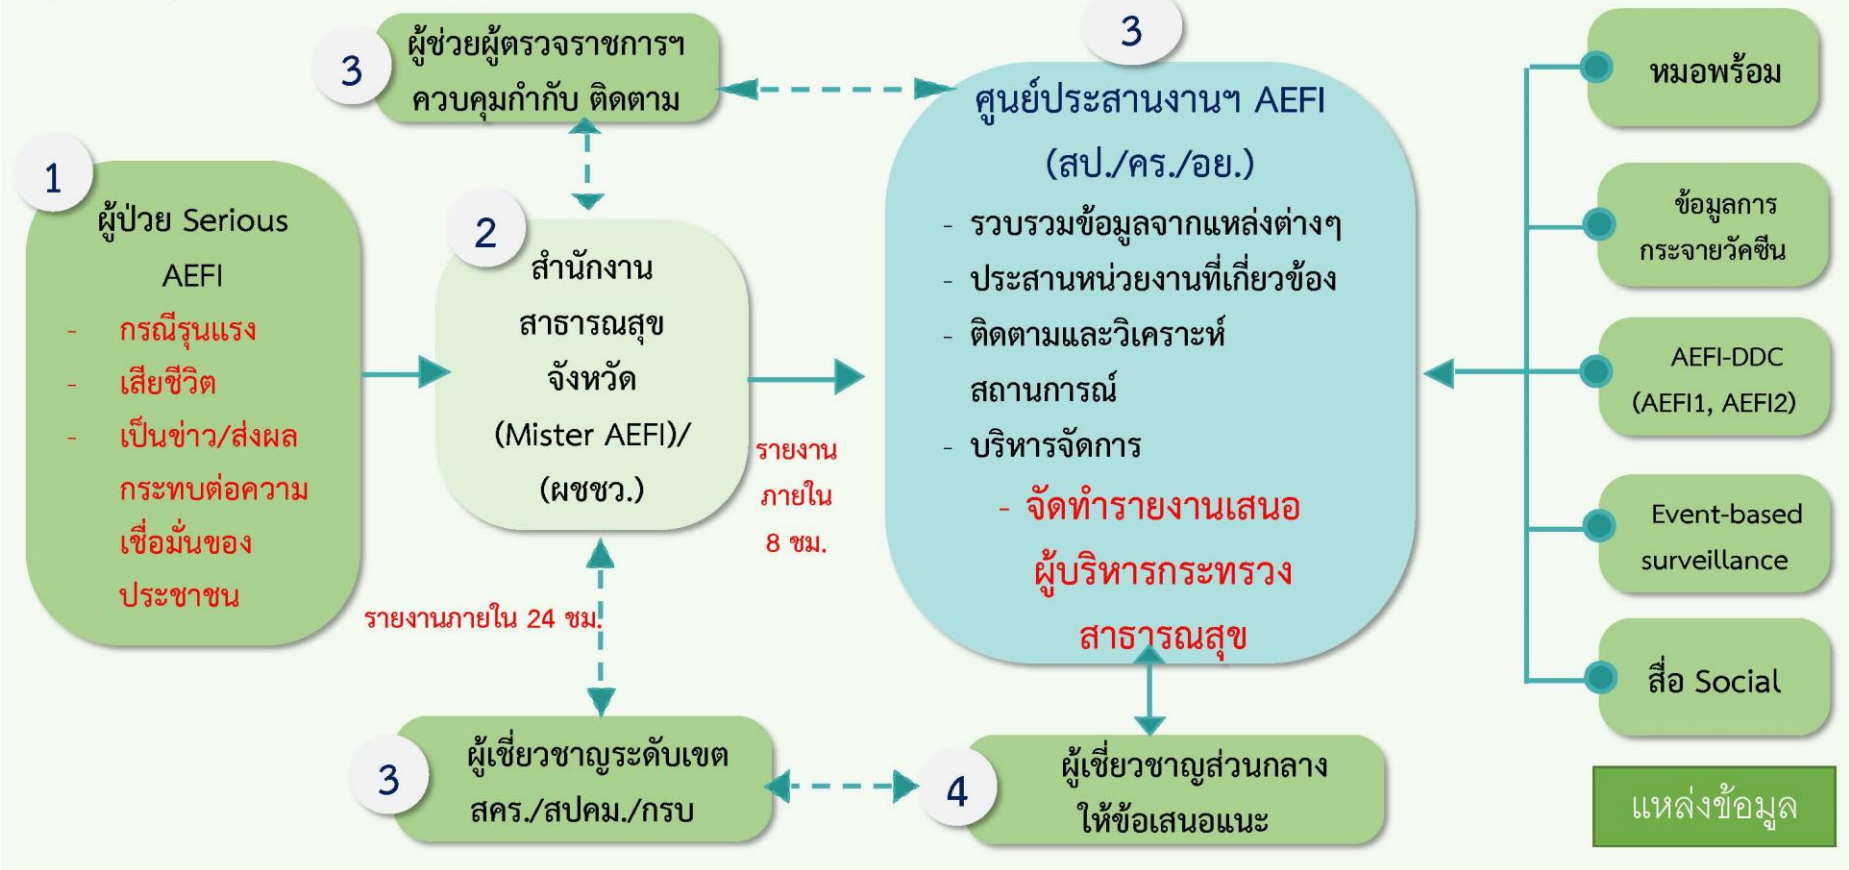 3
ผู้ช่วยผู้ตรวจราชการฯ
ควบคุมกำกับ ติดตาม
1
ผู้ป่วย Serious
AEFI
- กรณีรุนแรง
- เสียชีวิต
- เป็นข่าว/ส่งผล
กระทบต่อความ
เชื่อมั่นของ
ประชาชน
2
สำนักงาน
สาธารณสุข
จังหวัด
(Mister AEFI)/
(ผชชว.)
รายงาน
ภายใน
8 ชม.
รายงานภายใน 24 ชม.
3
ผู้เชี่ยวชาญระดับเขต
สคร./สปคม./กรบ
3
ศูนย์ประสานงานฯ AEFI
(สป./คร./อย.)
- รวบรวมข้อมูลจากแหล่งต่างๆ
- ประสานหน่วยงานที่เกี่ยวข้อง
- ติดตามและวิเคราะห์
สถานการณ์
- บริหารจัดการ
- จัดทำรายงานเสนอ
ผู้บริหารกระทรวง
สาธารณสุข
4
ผู้เชี่ยวชาญส่วนกลาง
ให้ข้อเสนอแนะ
หมอพร้อม
ข้อมูลการ
กระจายวัคซีน
AEFI-DDC
(AEFI1, AEFI2)
Event-based
surveillance
สื่อ Social
แหล่งข้อมูล